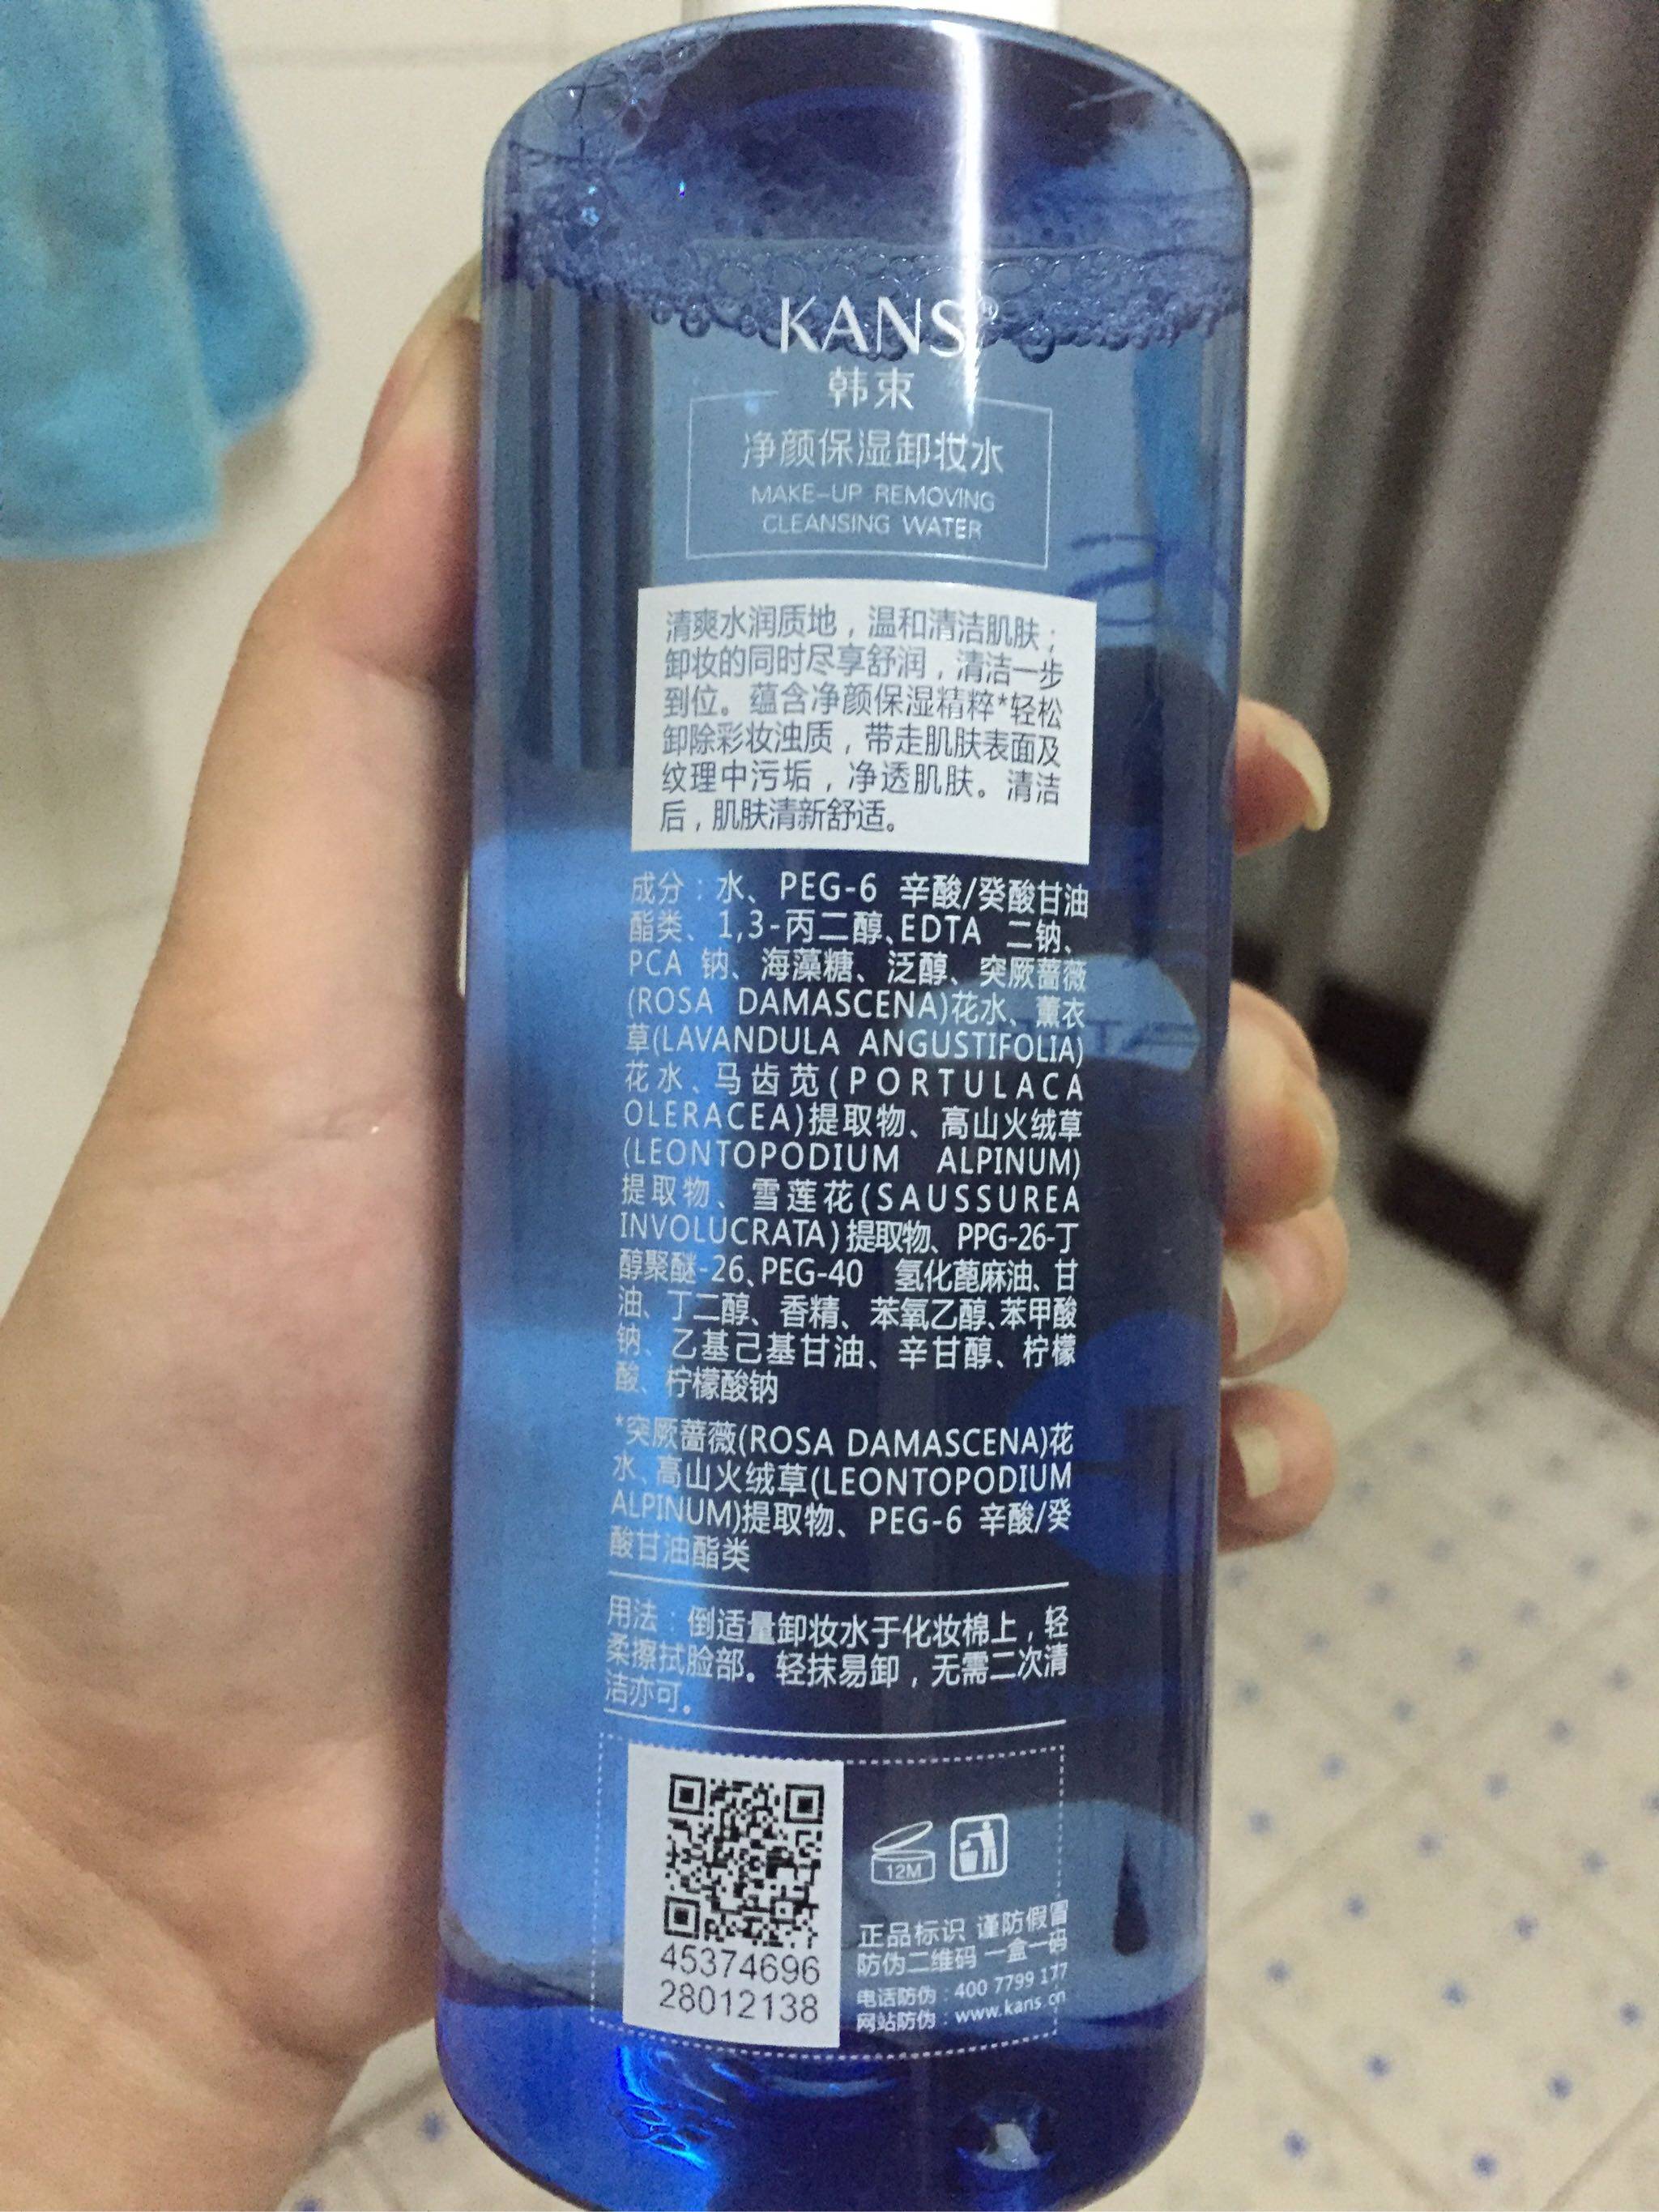 KANS®
韩束
净颜保湿卸妆水
MAKE-UP REMOVING
CLEANSING WATER
清爽水润质地，温和清洁肌肤；
卸妆的同时尽享舒润，清洁一步
到位。蕴含净颜保湿精粹*轻松
卸除彩妆浊质，带走肌肤表面及
纹理中污垢，净透肌肤。清洁
后，肌肤清新舒适。
成分：水、PEG-6 辛酸/癸酸甘油
酯类、1,3-丙二醇、EDTA 二钠、
PCA 钠、海藻糖、泛醇、突厥蔷薇
(ROSA DAMASCENA)花水、薰衣
草(LAVANDULA ANGUSTIFOLIA)
花水、马齿苋(PORTULACA
OLERACEA)提取物、高山火绒草
(LEONTOPODIUM ALPINUM)
提取物、雪莲花(SAUSSUREA
INVOLUCRATA)提取物、PPG-26-丁
醇聚醚-26、PEG-40 氢化蓖麻油、甘
油、丁二醇、香精、苯氧乙醇、苯甲酸
钠、乙基己基甘油、辛甘醇、柠檬
酸、柠檬酸钠
*突厥蔷薇(ROSA DAMASCENA)花
水、高山火绒草(LEONTOPODIUM
ALPINUM)提取物、PEG-6 辛酸/癸
酸甘油酯类
用法：倒适量卸妆水于化妆棉上，轻
柔擦拭脸部。轻抹易卸，无需二次清
洁亦可。
45374696
28012138
12M
正品标识 谨防假冒
防伪二维码 一盒一码
电话防伪：400 7799 177
网站防伪：www.kans.cn